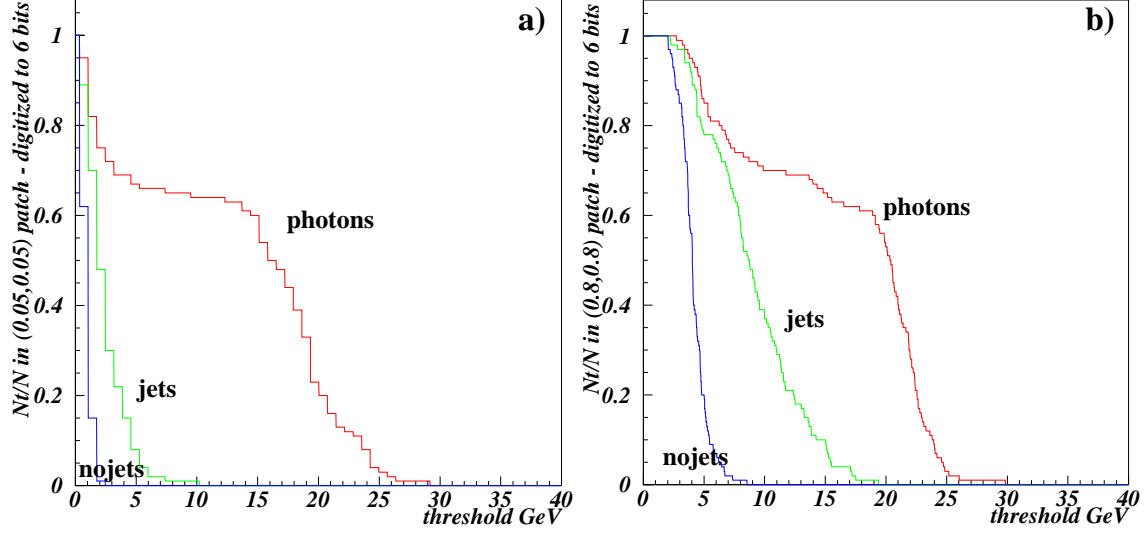 a)
Nt/N in (0.05,0.05) patch - digitized to 6 bits
1
0.8
0.6
0.4
0.2
0
photons
jets
nojets
0 5 10 15 20 25 30 35 40
threshold GeV
b)
Nt/N in (0.8,0.8) patch - digitized to 6 bits
1
0.8
0.6
0.4
0.2
0
photons
jets
nojets
0 5 10 15 20 25 30 35 40
threshold GeV